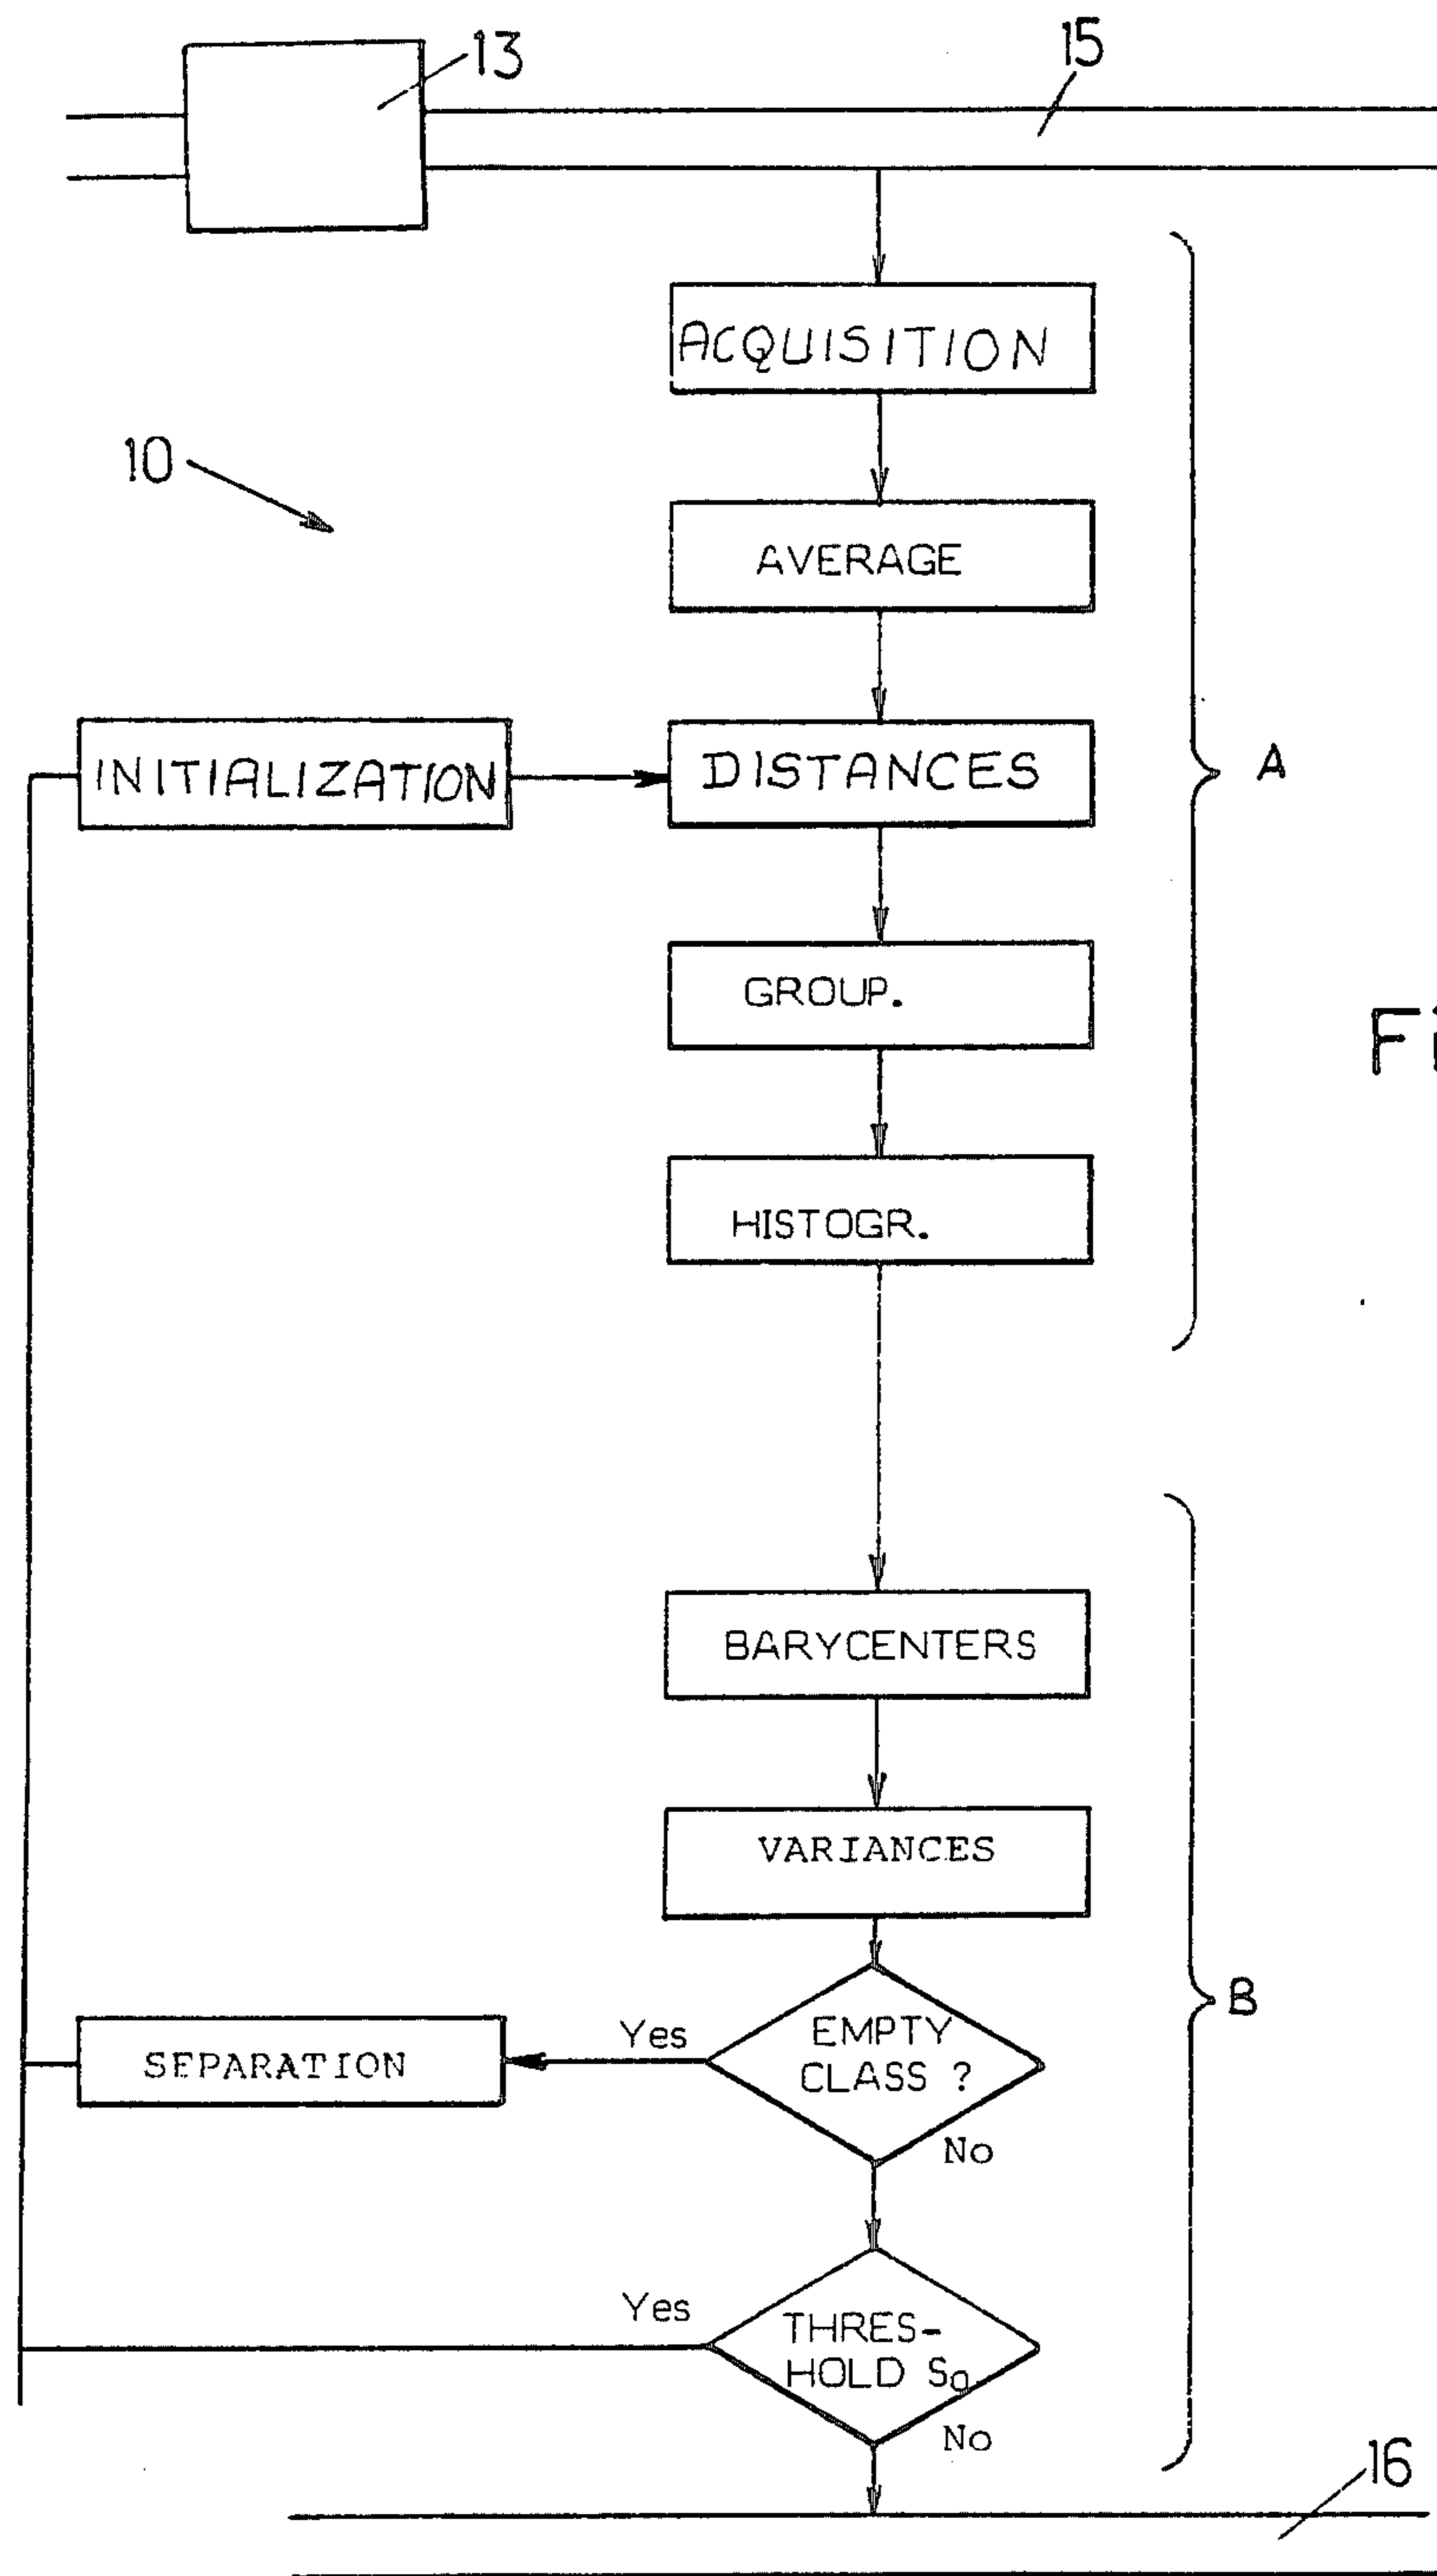 13
15
ACQUISITION
10
AVERAGE
INITIALIZATION
DISTANCES
A
GROUP.
Fi
HISTOGR.
BARYCENTERS
VARIANCES
B
Yes
EMPTY
CLASS ?
SEPARATION
No
Yes
THRES-
HOLD S₀
No
16